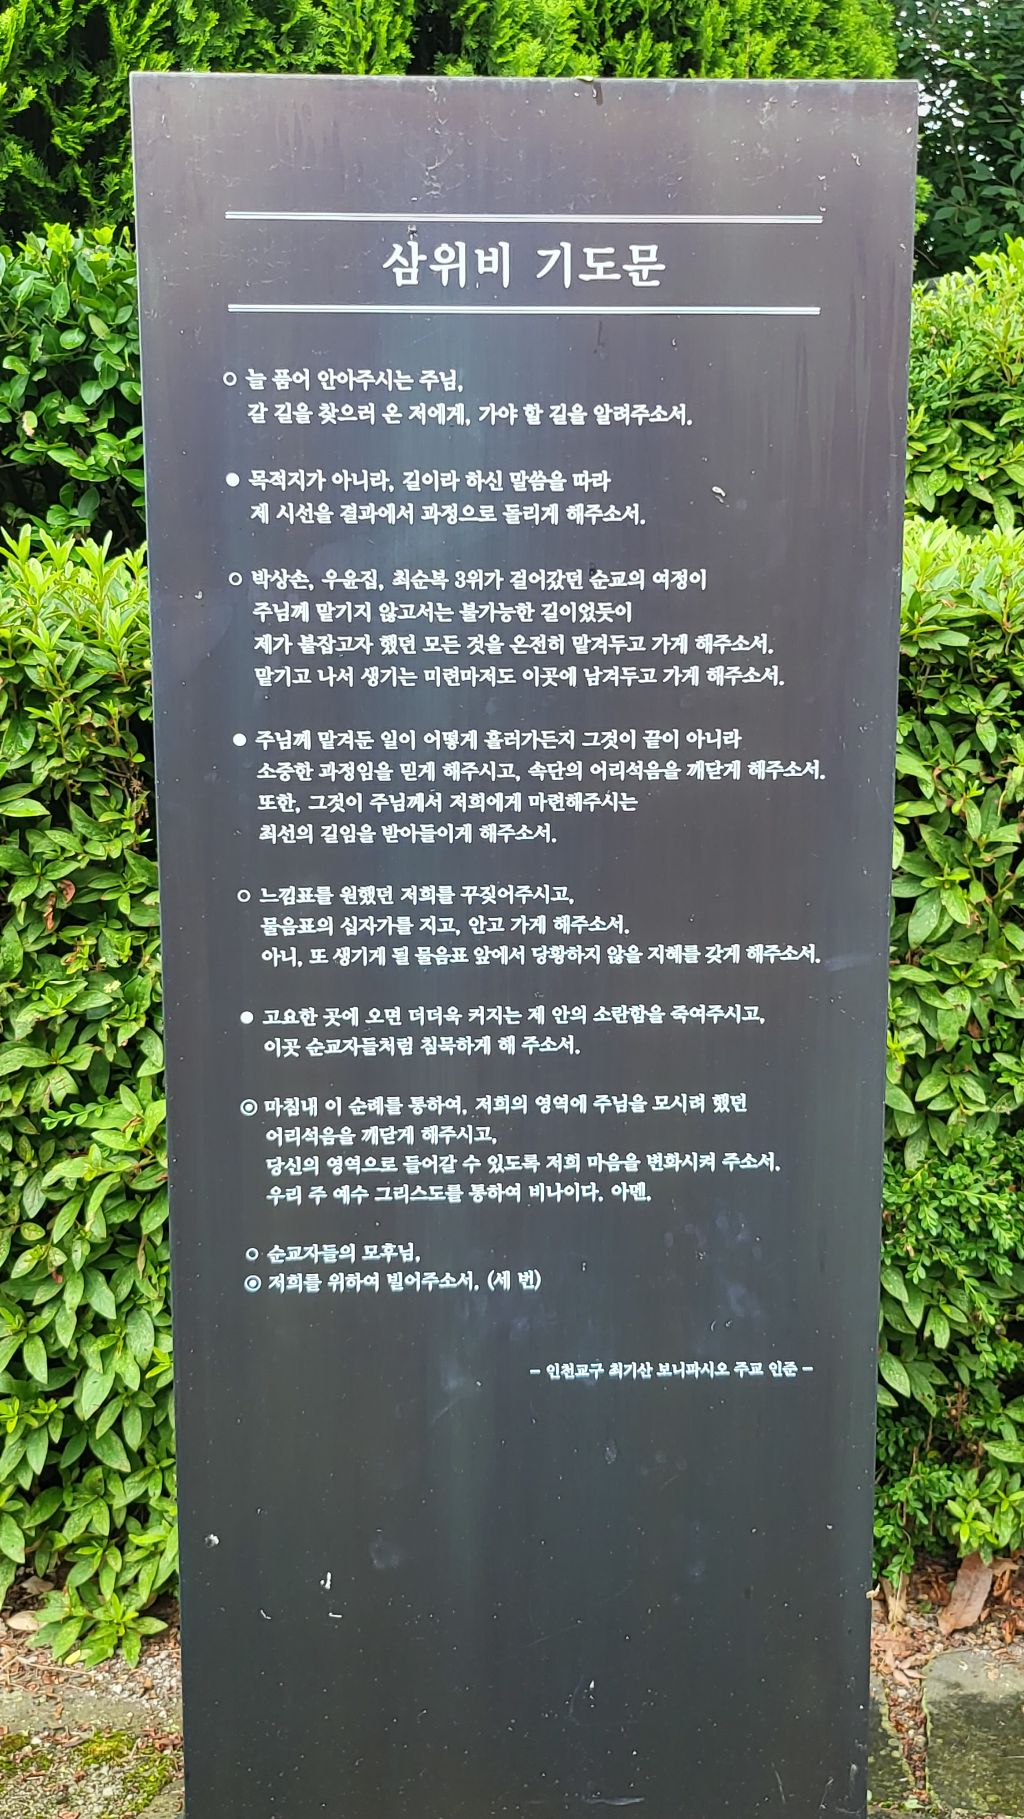 삼위비 기도문
○ 늘 품어 안아주시는 주님,
갈 길을 찾으러 온 저에게, 가야 할 길을 알려주소서.
● 목적지가 아니라, 길이라 하신 말씀을 따라
제 시선을 결과에서 과정으로 돌리게 해주소서.
○ 박상손, 우윤집, 최순복 3위가 걸어갔던 순교의 여정이
주님께 맡기지 않고서는 불가능한 길이었듯이
제가 붙잡고자 했던 모든 것을 온전히 맡겨두고 가게 해주소서.
맡기고 나서 생기는 미련마저도 이곳에 남겨두고 가게 해주소서.
● 주님께 맡겨둔 일이 어떻게 흘러가든지 그것이 끝이 아니라
소중한 과정임을 믿게 해주시고, 속단의 어리석음을 깨닫게 해주소서.
또한, 그것이 주님께서 저희에게 마련해주시는
최선의 길임을 받아들이게 해주소서.
○ 느낌표를 원했던 저희를 꾸짖어주시고,
물음표의 십자가를 지고, 안고 가게 해주소서.
아니, 또 생기게 될 물음표 앞에서 당황하지 않을 지혜를 갖게 해주소서.
● 고요한 곳에 오면 더더욱 커지는 제 안의 소란함을 죽여주시고,
이곳 순교자들처럼 침묵하게 해 주소서.
◎ 마침내 이 순례를 통하여, 저희의 영역에 주님을 모시려 했던
어리석음을 깨닫게 해주시고,
당신의 영역으로 들어갈 수 있도록 저희 마음을 변화시켜 주소서.
우리 주 예수 그리스도를 통하여 비나이다. 아멘.
○ 순교자들의 모후님,
◎ 저희를 위하여 빌어주소서. (세 번)
- 인천교구 최기산 보니파시오 주교 인준 -